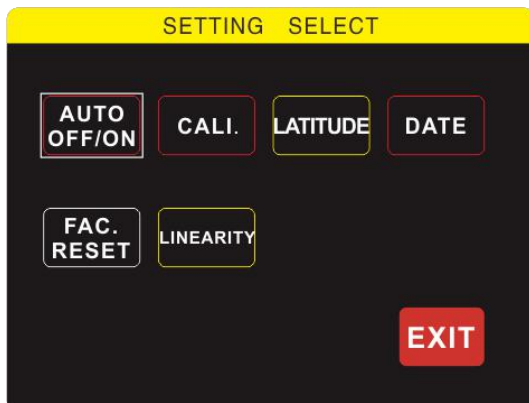 SETTING SELECT
AUTO
OFF/ON
CALI.
LATITUDE
DATE
FAC.
RESET
LINEARITY
EXIT